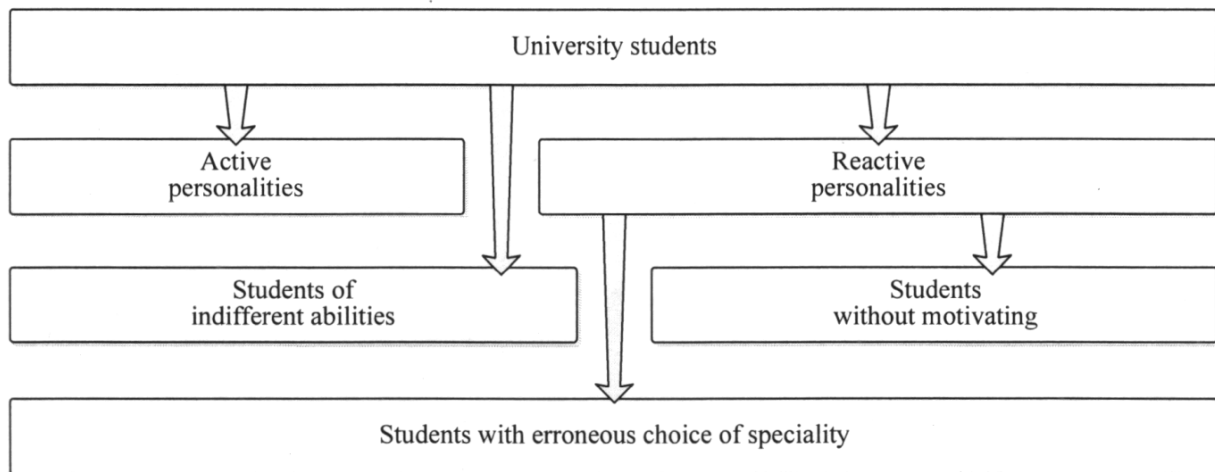 University students
Active
personalities
Reactive
personalities
Students of
indifferent abilities
Students
without motivating
Students with erroneous choice of speciality